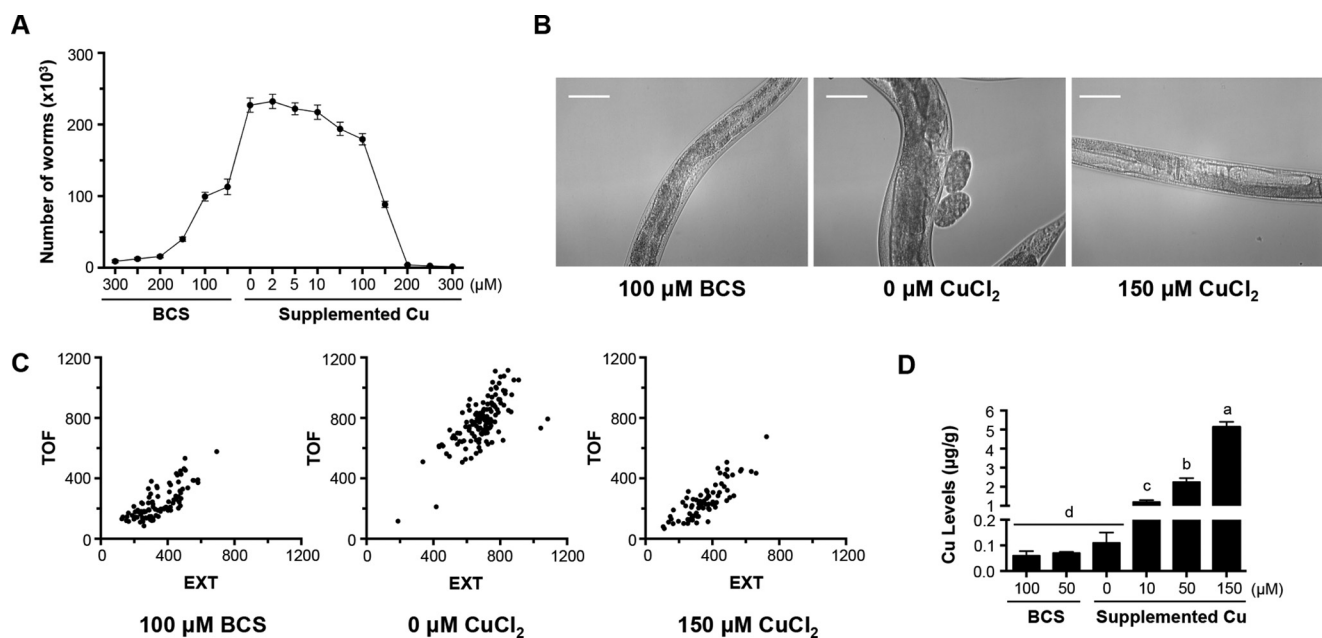 A
Number of worms (x10³)
300
200
100
0
300 200 100 0 2 5 10 100 200 300 (µM)
BCS Supplemented Cu
B
100 µM BCS 0 µM CuCl₂ 150 µM CuCl₂
C
TOF
1200
800
400
0
0 400 800 1200
EXT
100 µM BCS
TOF
1200
800
400
0
0 400 800 1200
EXT
0 µM CuCl₂
TOF
1200
800
400
0
0 400 800 1200
EXT
150 µM CuCl₂
D
Cu Levels (µg/g)
6
5
4
3
2
1
0.2
0.1
0.0
d c b a
100 50 0 10 50 150 (µM)
BCS Supplemented Cu